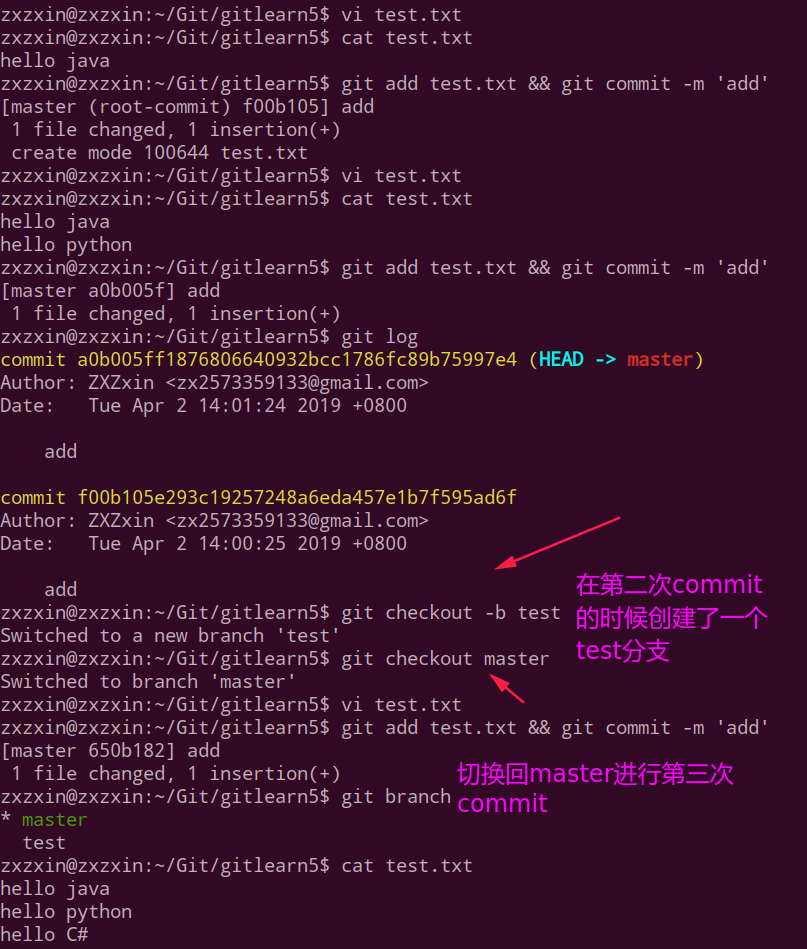 zxzxin@zxzxin:~/Git/gitlearn5$ vi test.txt
zxzxin@zxzxin:~/Git/gitlearn5$ cat test.txt
hello java
zxzxin@zxzxin:~/Git/gitlearn5$ git add test.txt && git commit -m 'add'
[master (root-commit) f00b105] add
 1 file changed, 1 insertion(+)
 create mode 100644 test.txt
zxzxin@zxzxin:~/Git/gitlearn5$ vi test.txt
zxzxin@zxzxin:~/Git/gitlearn5$ cat test.txt
hello java
hello python
zxzxin@zxzxin:~/Git/gitlearn5$ git add test.txt && git commit -m 'add'
[master a0b005f] add
 1 file changed, 1 insertion(+)
zxzxin@zxzxin:~/Git/gitlearn5$ git log
commit a0b005ff1876806640932bcc1786fc89b75997e4 (HEAD -> master)
Author: ZXZxin <zx2573359133@gmail.com>
Date:   Tue Apr 2 14:01:24 2019 +0800
    add
commit f00b105e293c19257248a6eda457e1b7f595ad6f
Author: ZXZxin <zx2573359133@gmail.com>
Date:   Tue Apr 2 14:00:25 2019 +0800
    add
zxzxin@zxzxin:~/Git/gitlearn5$ git checkout -b test
Switched to a new branch 'test'
zxzxin@zxzxin:~/Git/gitlearn5$ git checkout master
Switched to branch 'master'
在第二次commit
的时候创建了一个
test分支
zxzxin@zxzxin:~/Git/gitlearn5$ vi test.txt
zxzxin@zxzxin:~/Git/gitlearn5$ git add test.txt && git commit -m 'add'
[master 650b182] add
 1 file changed, 1 insertion(+)
zxzxin@zxzxin:~/Git/gitlearn5$ git branch
切换回master进行第三次
commit
* master
  test
zxzxin@zxzxin:~/Git/gitlearn5$ cat test.txt
hello java
hello python
hello C#